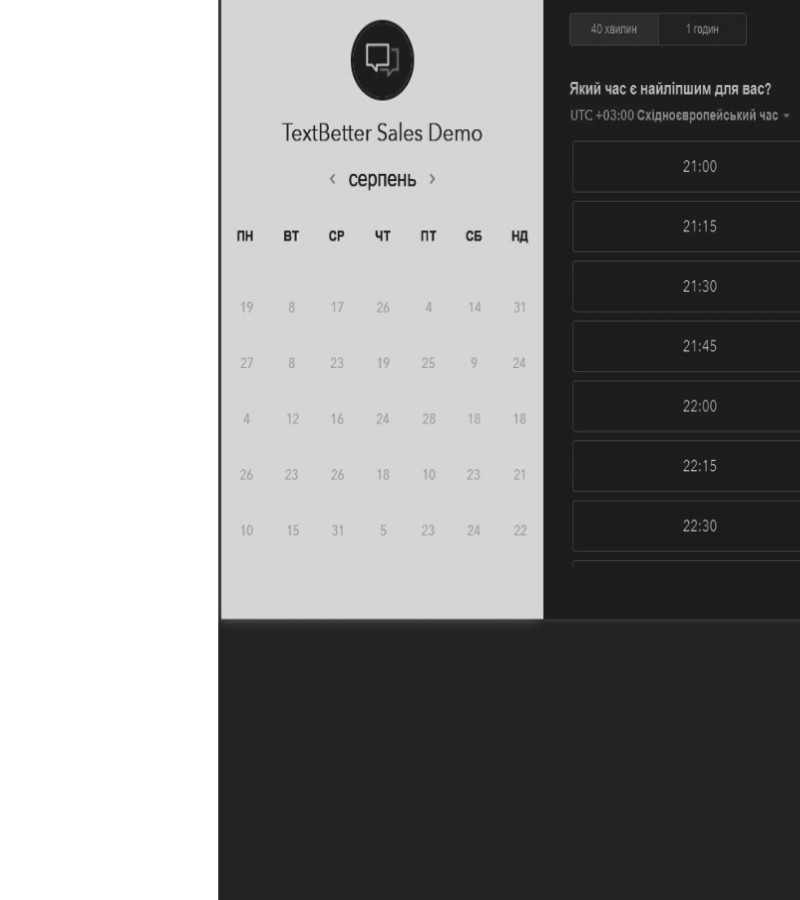 TextBetter Sales Demo
серпень
ПН ВТ СР ЧТ ПТ СБ НД
19 8 17 26 4 14 31
27 8 23 19 25 9 24
4 12 16 24 28 18 18
26 23 26 18 10 23 21
10 15 31 5 23 24 22
40 хвилин 1 годин
Який час є найліпшим для вас?
UTC +03:00 Східноєвропейський час
21:00
21:15
21:30
21:45
22:00
22:15
22:30